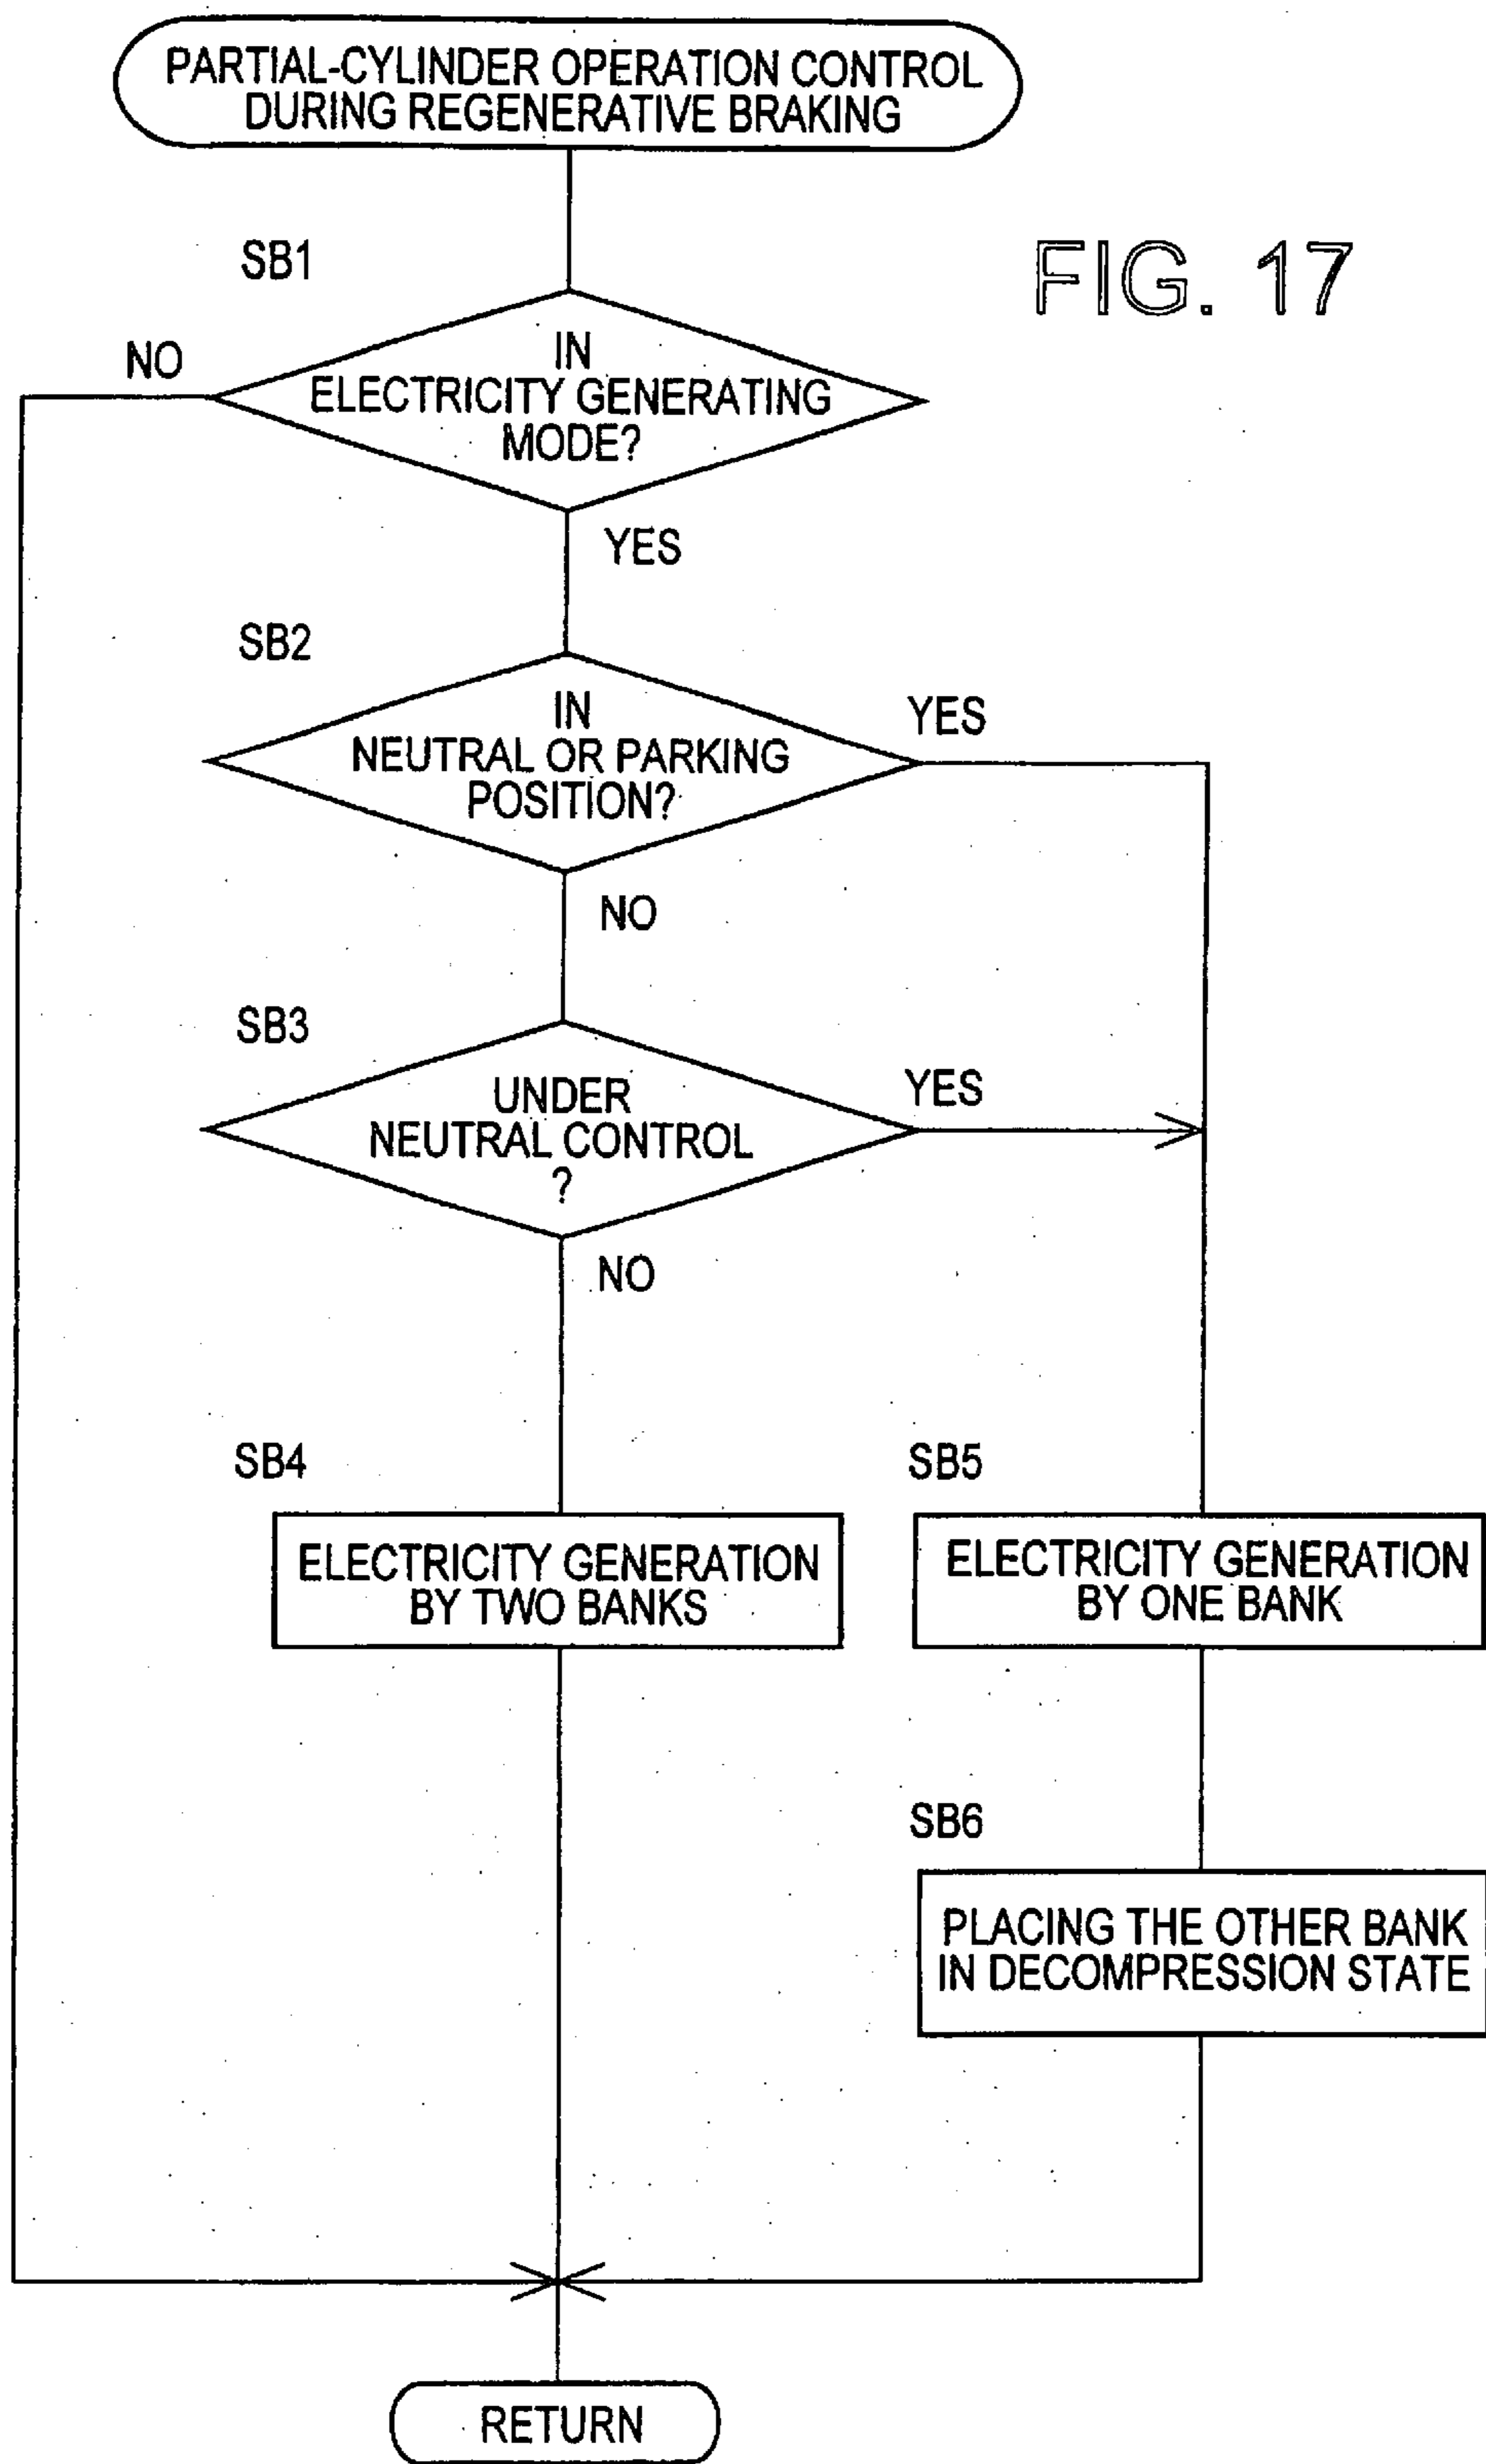 PARTIAL-CYLINDER OPERATION CONTROL
DURING REGENERATIVE BRAKING
FIG. 17
SB1
NO
IN
ELECTRICITY GENERATING
MODE?
YES
SB2
IN
NEUTRAL OR PARKING
POSITION?
YES
NO
SB3
UNDER
NEUTRAL CONTROL
?
YES
NO
SB4
ELECTRICITY GENERATION
BY TWO BANKS
SB5
ELECTRICITY GENERATION
BY ONE BANK
SB6
PLACING THE OTHER BANK
IN DECOMPRESSION STATE
RETURN